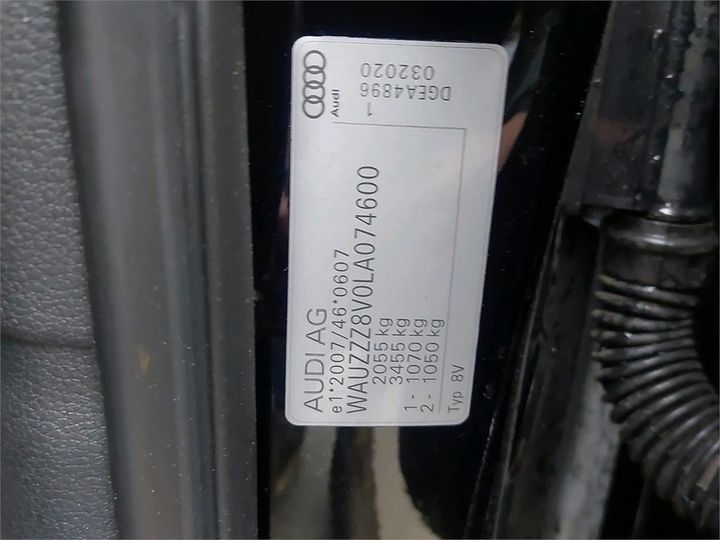 AUDI AG
e1*2007/46*0607
WAUZZZ8V0LA074600
2055 kg
3455 kg
1 - 1070 kg
2 - 1050 kg
Typ 8V
Audi
032020
DGEA4896
1